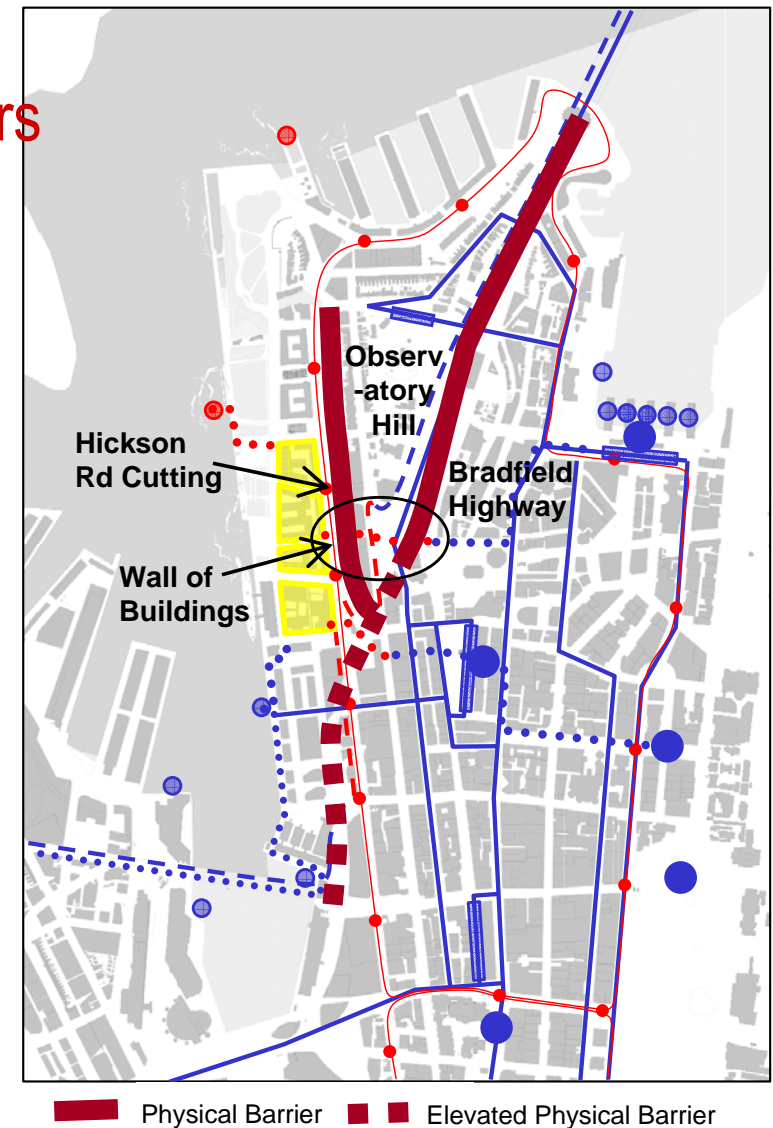 rs
Observ
-atory
Hill
Hickson
Rd Cutting
Bradfield
Highway
Wall of
Buildings
Physical Barrier
Elevated Physical Barrier